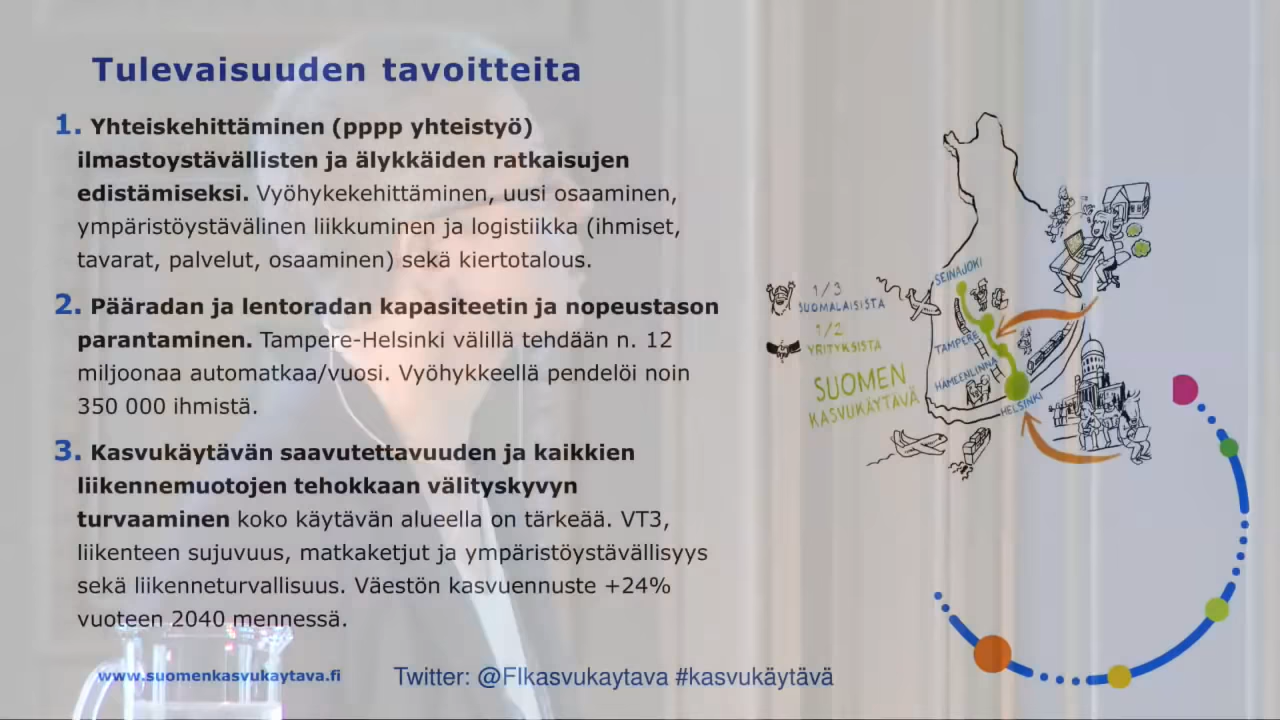 Tulevaisuuden tavoitteita
1. Yhteiskehittäminen (pppp yhteistyö)
ilmastoystävällisten ja älykkäiden ratkaisujen
edistämiseksi. Vyöhykekehittäminen, uusi osaaminen,
ympäristöystävälinen liikkuminen ja logistiikka (ihmiset,
tavarat, palvelut, osaaminen) sekä kiertotalous.
2. Pääradan ja lentoradan kapasiteetin ja nopeustason
parantaminen. Tampere-Helsinki välillä tehdään n. 12
miljoonaa automatkaa/vuosi. Vyöhykkeellä pendelöi noin
350 000 ihmistä.
3. Kasvukäytävän saavutettavuuden ja kaikkien
liikennemuotojen tehokkaan välityskyvyn
turvaaminen koko käytävän alueella on tärkeää. VT3,
liikenteen sujuvuus, matkaketjut ja ympäristöystävällisyys
sekä liikenneturvallisuus. Väestön kasvuennuste +24%
vuoteen 2040 mennessä.
www.suomenkasvukaytava.fi
Twitter: @FIkasvukaytava #kasvukäytävä
1/3
SUOMALAISISTA
1/2
YRITYKSISTÄ
SUOMEN
KASVUKÄYTÄVÄ
SEINÄJOKI
TAMPERE
HÄMEENLINNA
HELSINKI